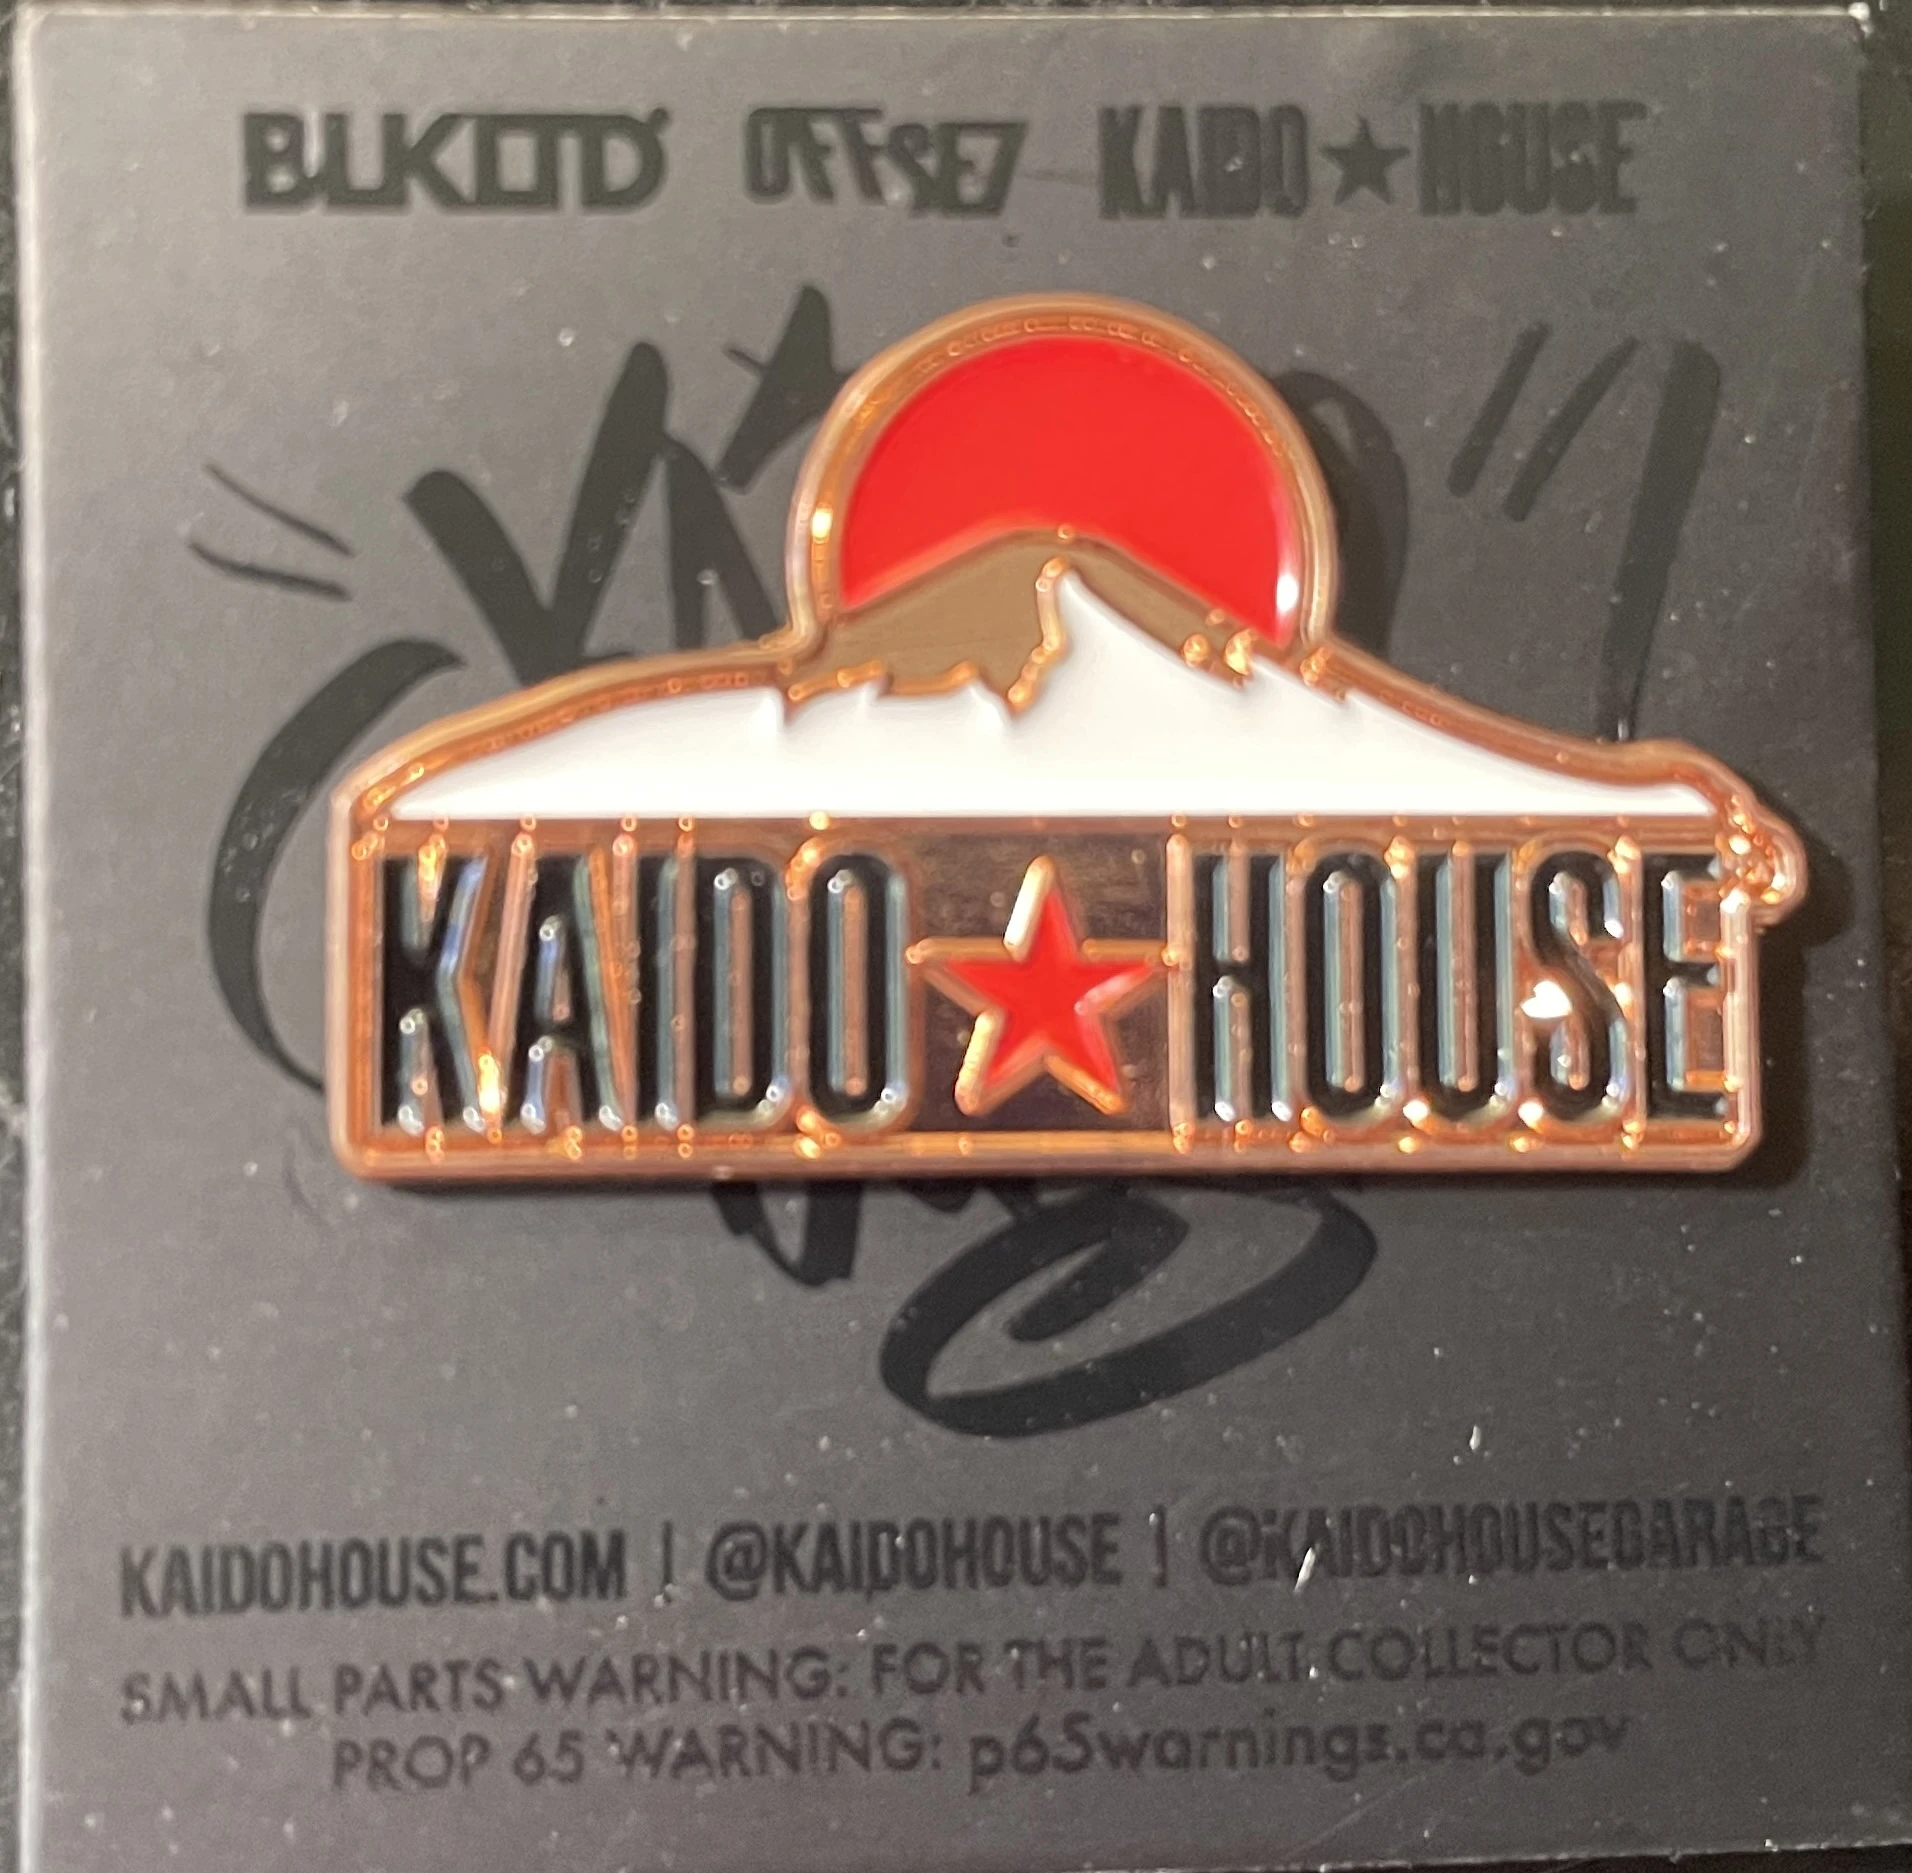 BLKLTD OFFSET KAIDO★HOUSE
KAIDO★HOUSE
KAIDOHOUSE.COM | @KAIDOHOUSE | @KAIDOHOUSEGARAGE
SMALL PARTS WARNING: FOR THE ADULT COLLECTOR ONLY
PROP 65 WARNING: p65warnings.ca.gov